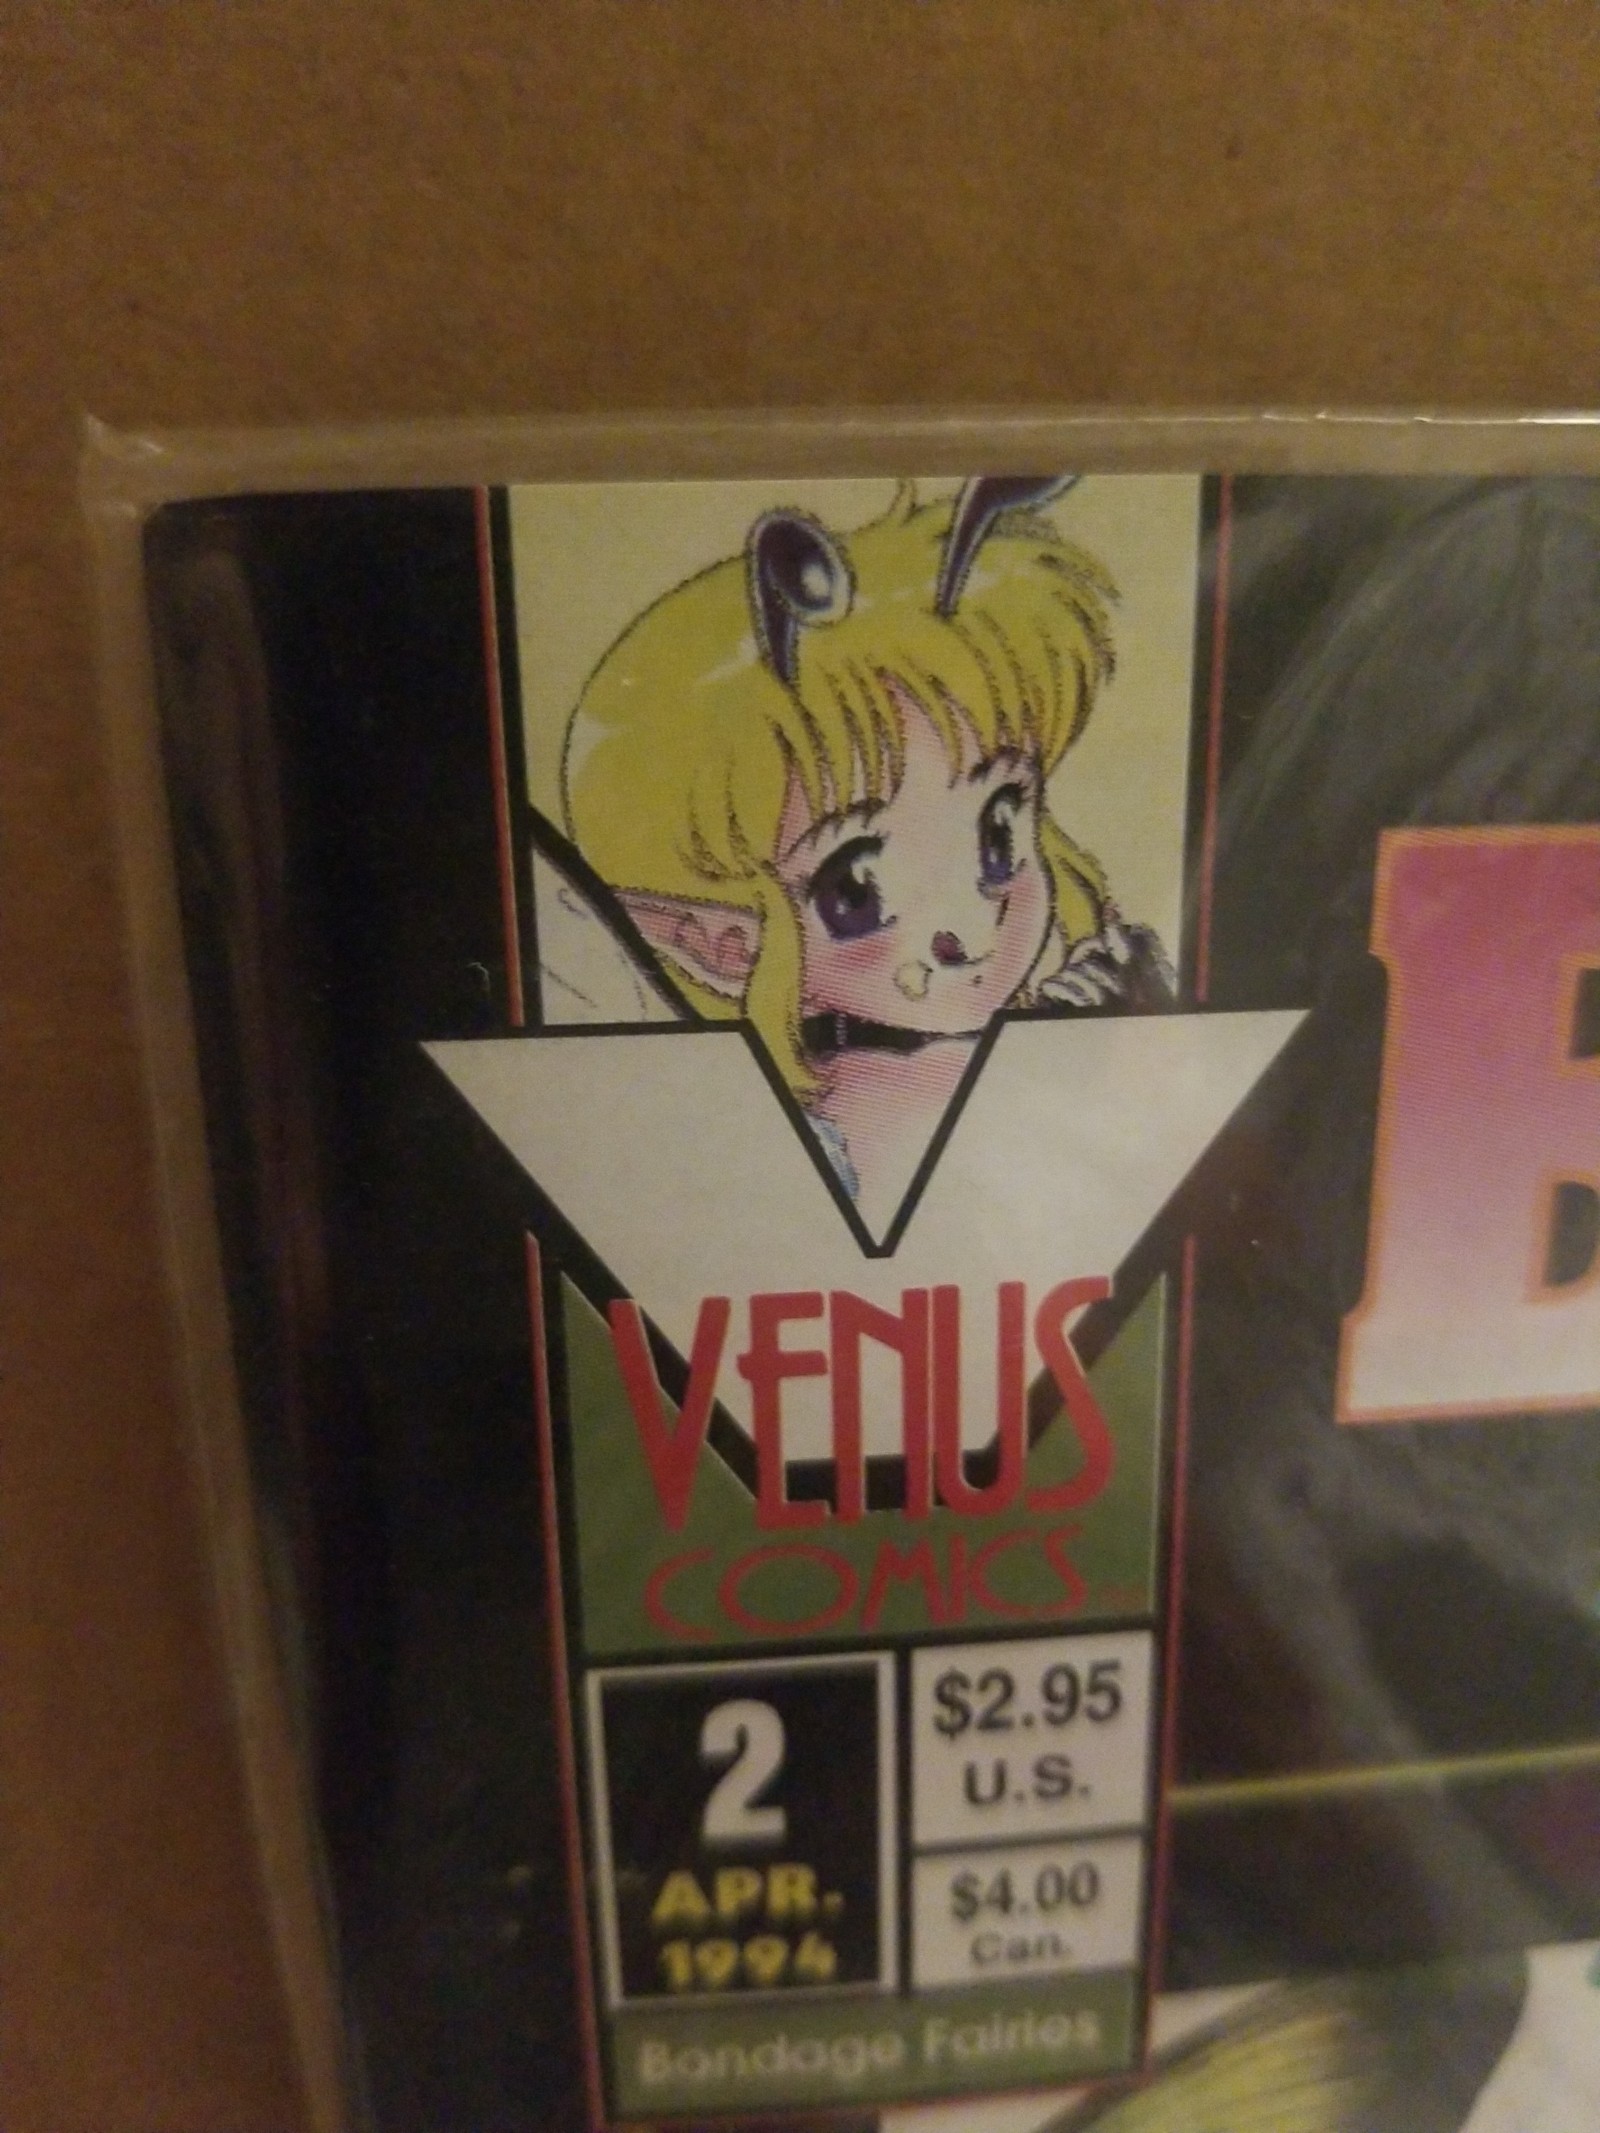 B
VENUS
COMICS
2
APR.
1994
$2.95
U.S.
$4.00
Can.
Bondage Fairies